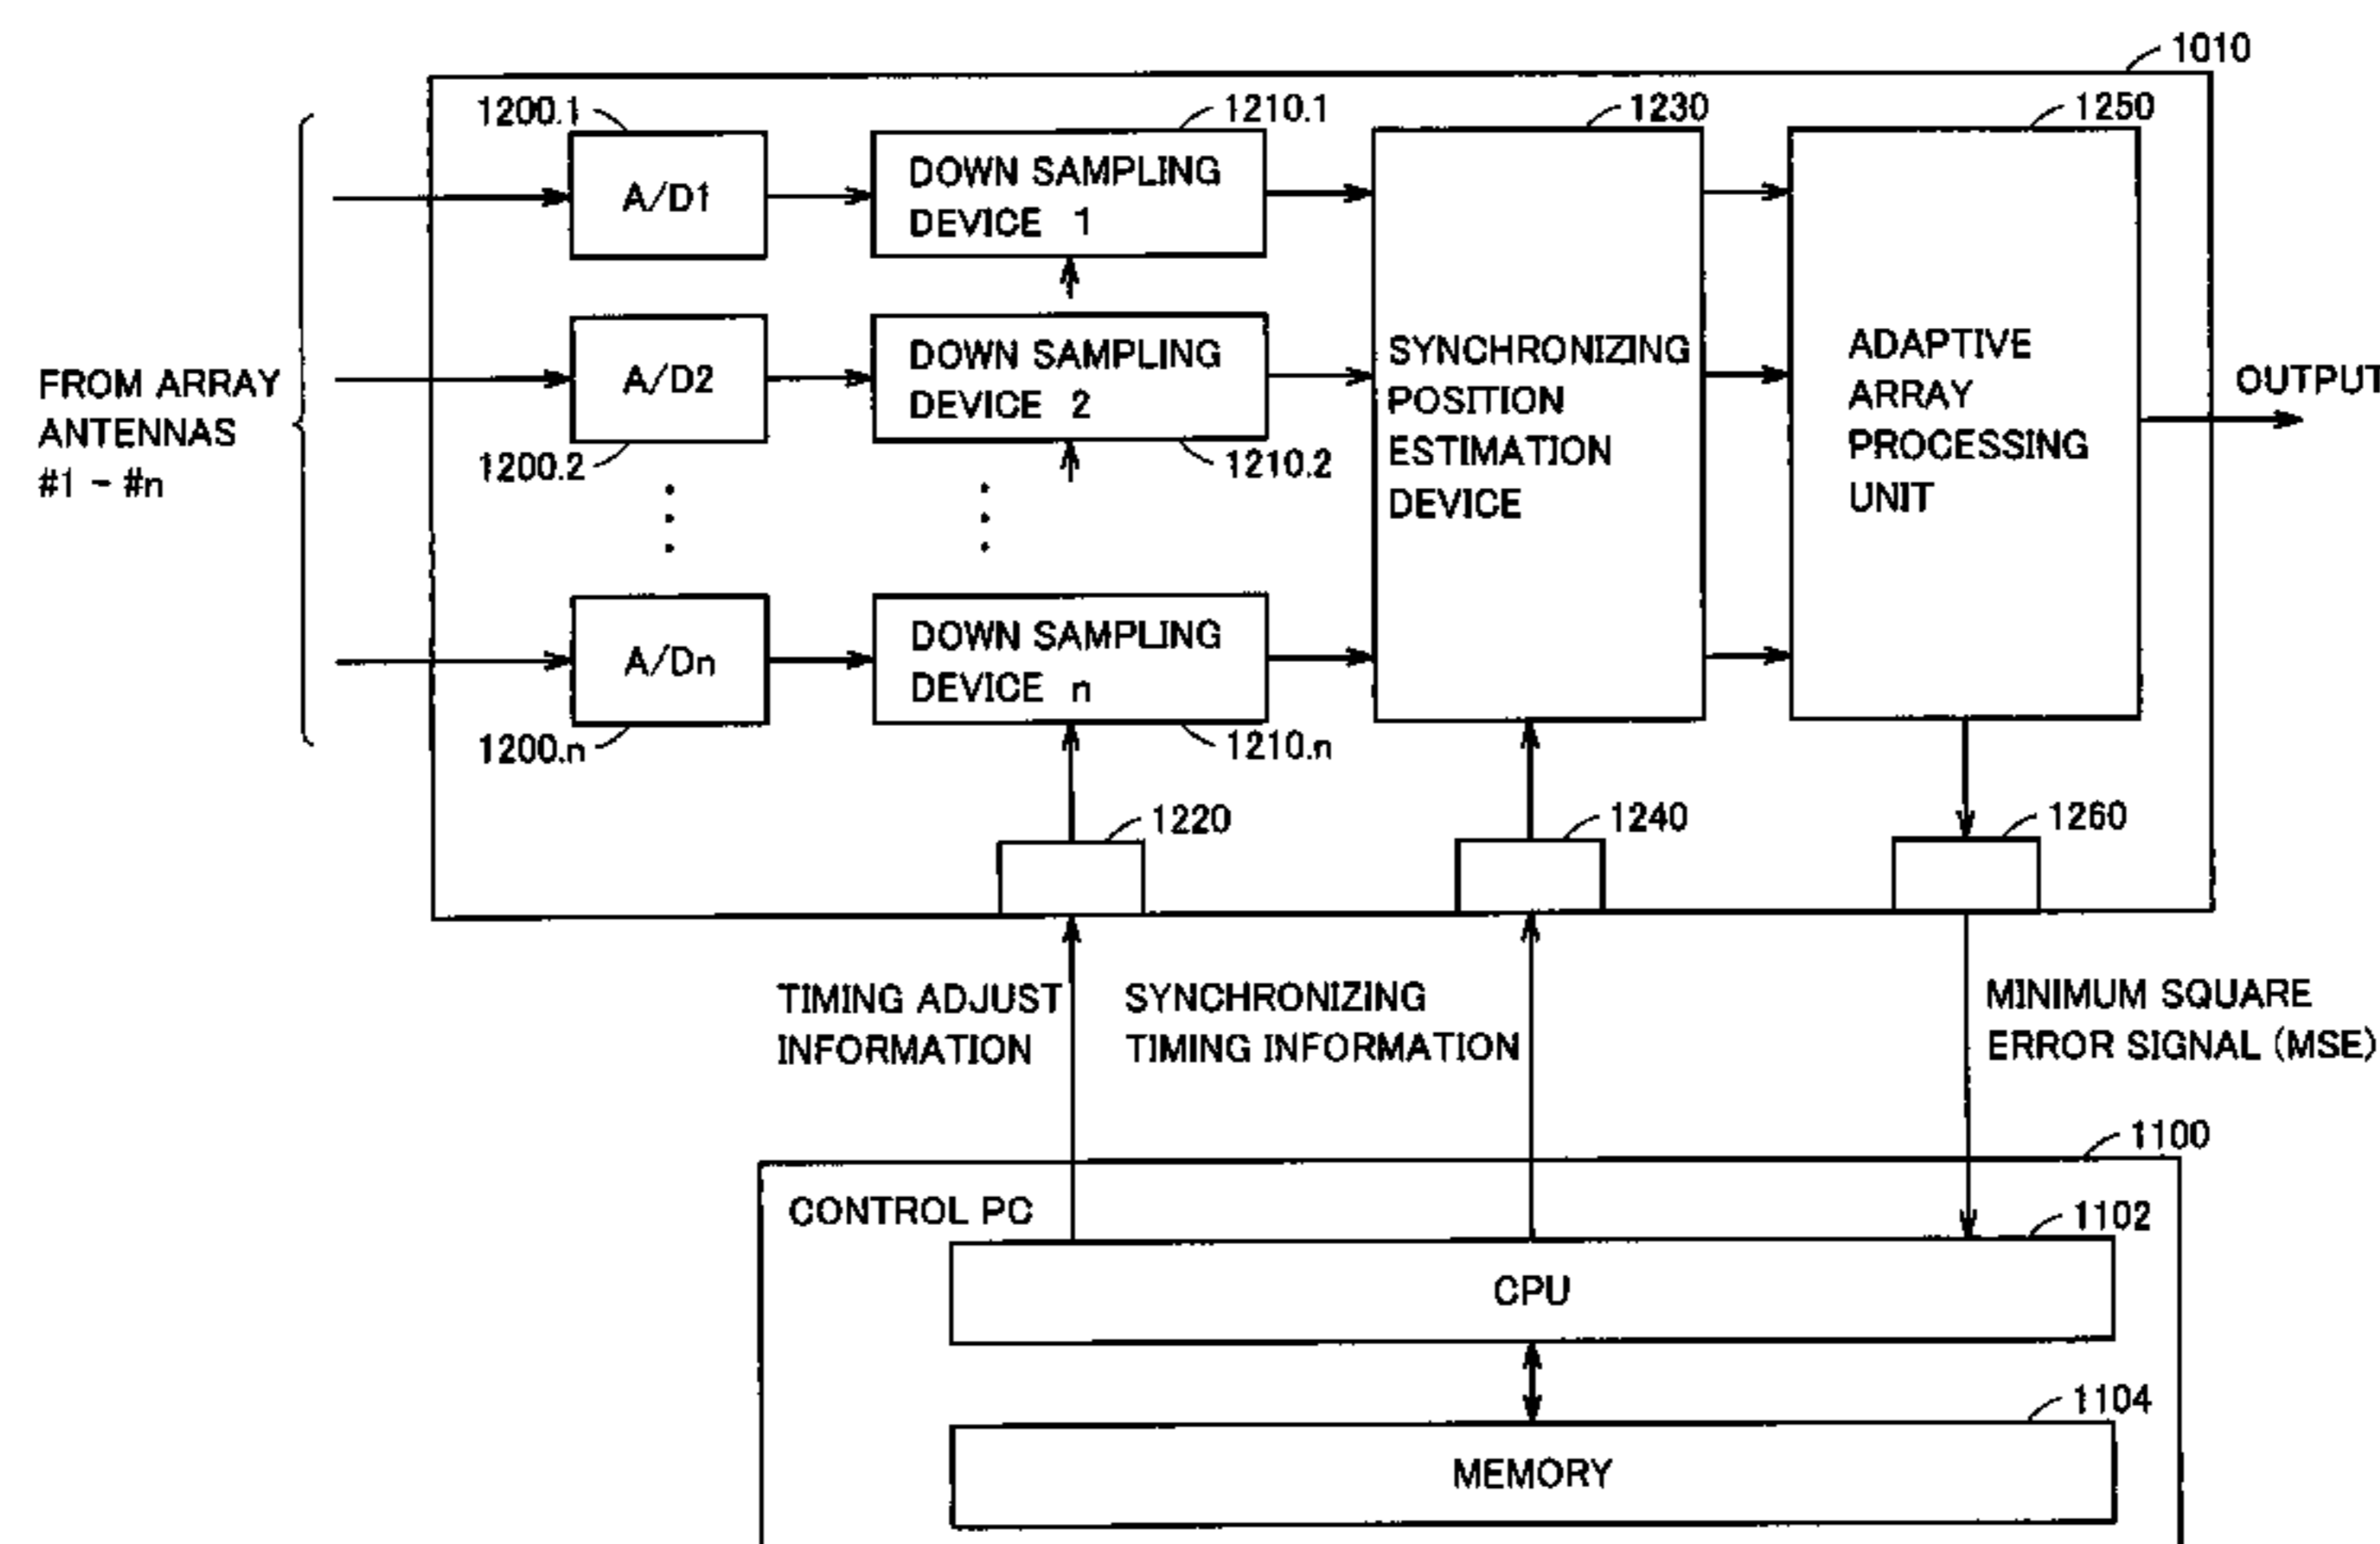 1010
1200.1
1210.1
1230
1250
A/D1
DOWN SAMPLING
DEVICE 1
A/D2
DOWN SAMPLING
DEVICE 2
1200.2
1210.2
FROM ARRAY
ANTENNAS
#1 ~ #n
SYNCHRONIZING
POSITION
ESTIMATION
DEVICE
ADAPTIVE
ARRAY
PROCESSING
UNIT
OUTPUT
A/Dn
DOWN SAMPLING
DEVICE n
1200.n
1210.n
1220
1240
1260
TIMING ADJUST
INFORMATION
SYNCHRONIZING
TIMING INFORMATION
MINIMUM SQUARE
ERROR SIGNAL (MSE)
1100
CONTROL PC
1102
CPU
1104
MEMORY